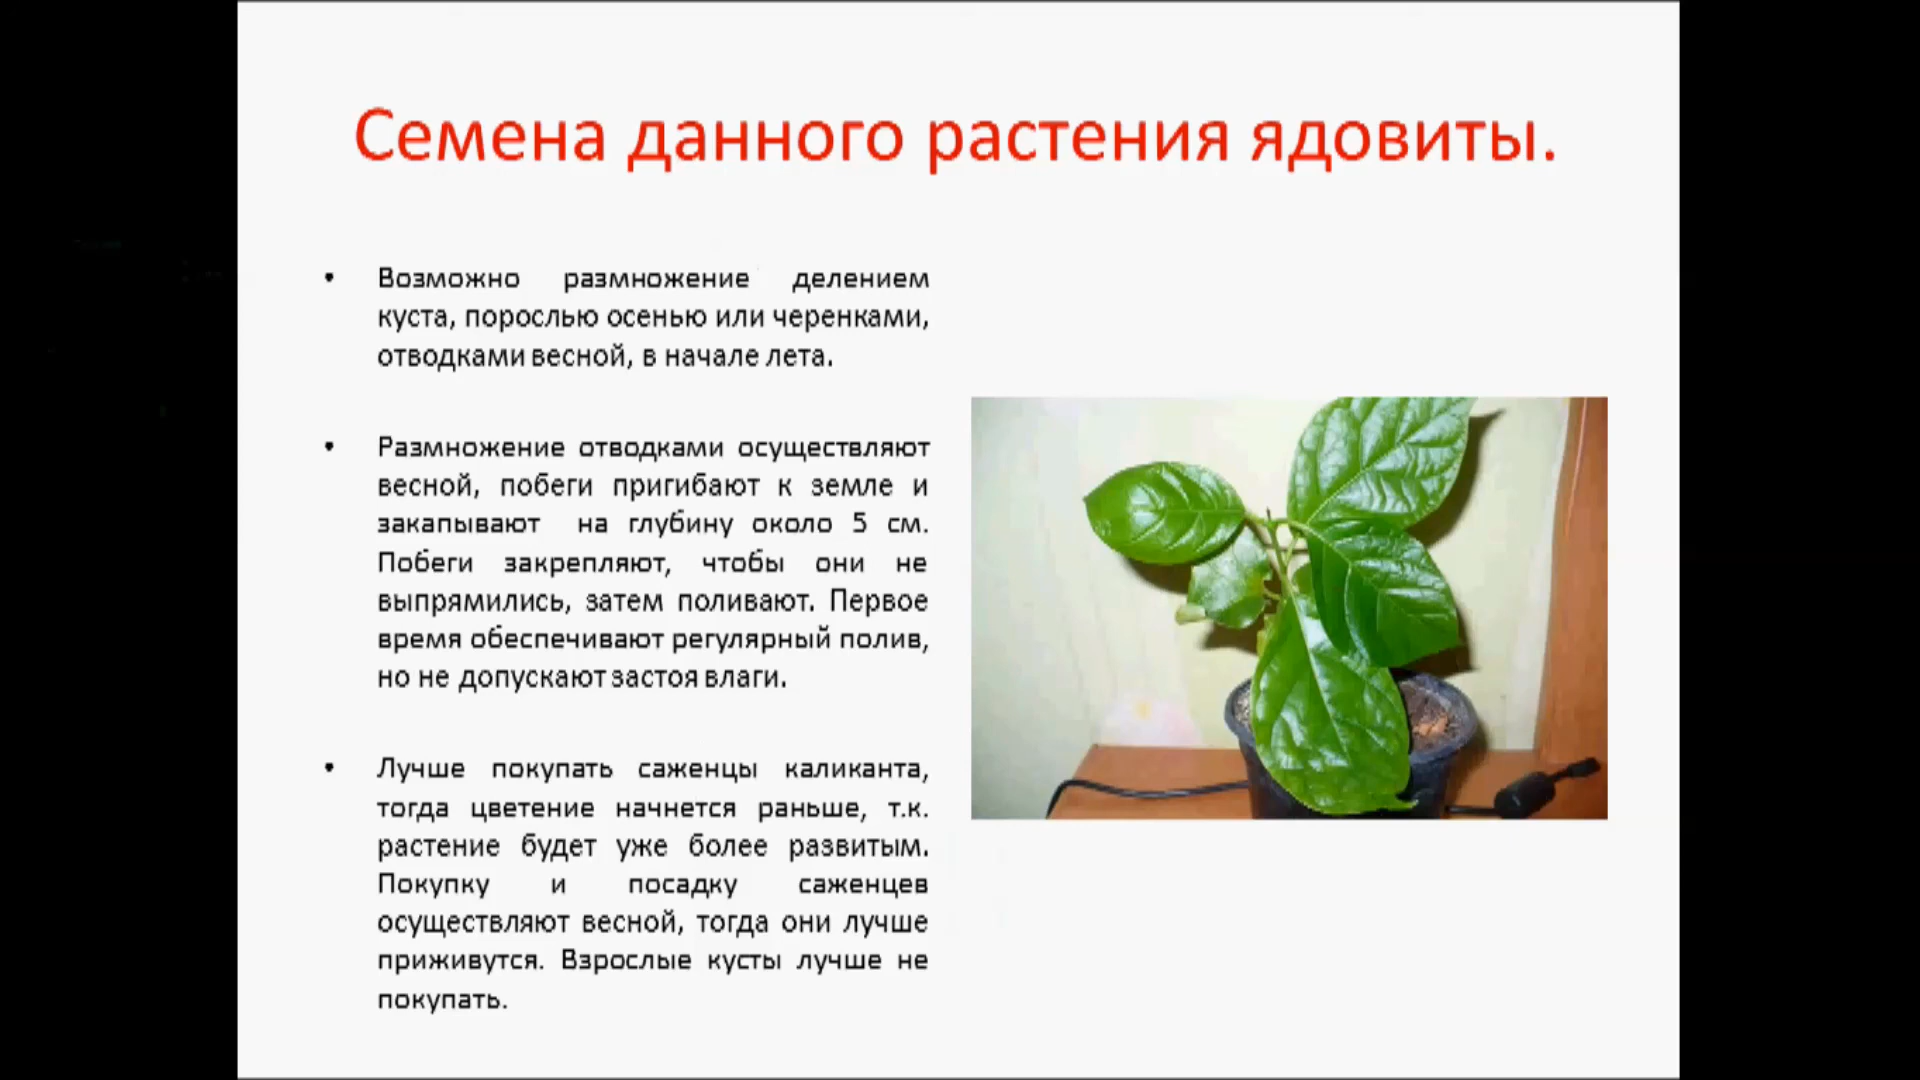 Семена данного растения ядовиты.
• Возможно размножение делением
куста, порослью осенью или черенками,
отводками весной, в начале лета.
• Размножение отводками осуществляют
весной, побеги пригибают к земле и
закапывают на глубину около 5 см.
Побеги закрепляют, чтобы они не
выпрямились, затем поливают. Первое
время обеспечивают регулярный полив,
но не допускают застоя влаги.
• Лучше покупать саженцы каликанта,
тогда цветение начнется раньше, т.к.
растение будет уже более развитым.
Покупку и посадку саженцев
осуществляют весной, тогда они лучше
приживутся. Взрослые кусты лучше не
покупать.